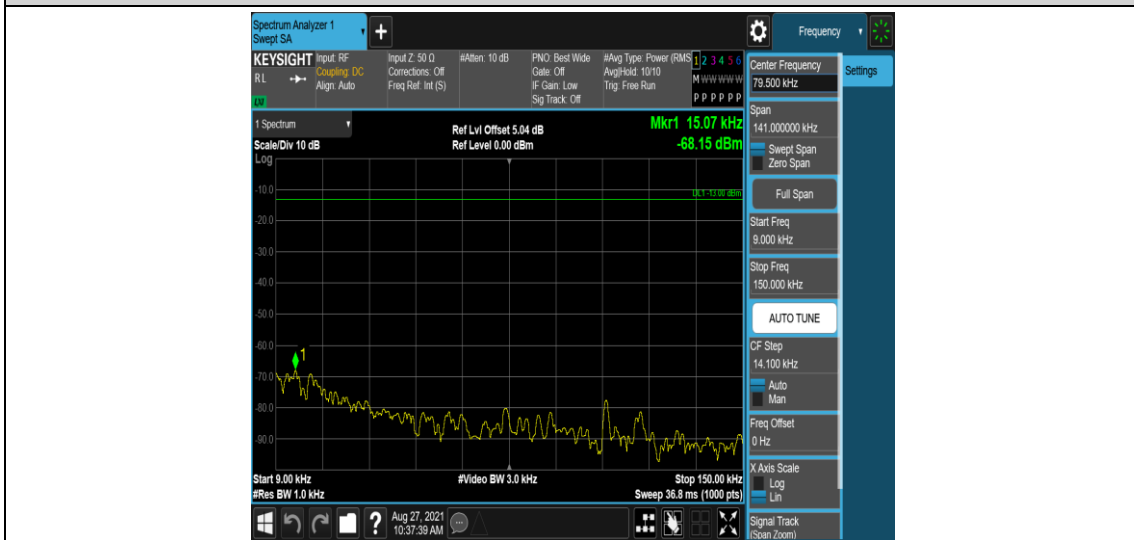 Spectrum Analyzer 1
Swept SA
+
Frequency
KEYSIGHT
RL
LXI
Input: RF
Coupling: DC
Align: Auto
Input Z: 50 Ω
Corrections: Off
Freq Ref: Int (S)
#Atten: 10 dB
PNO: Best Wide
Gate: Off
IF Gain: Low
Sig Track: Off
#Avg Type: Power (RMS
Avg|Hold: 10/10
Trig: Free Run
1 2 3 4 5 6
M W W W W W
P P P P P P
1 Spectrum
Scale/Div 10 dB
Ref Lvl Offset 5.04 dB
Ref Level 0.00 dBm
Mkr1 15.07 kHz
-68.15 dBm
Log
DL1 -13.00 dBm
-10.0
-20.0
-30.0
-40.0
-50.0
-60.0
-70.0
-80.0
-90.0
1
Start 9.00 kHz
#Res BW 1.0 kHz
#Video BW 3.0 kHz
Stop 150.00 kHz
Sweep 36.8 ms (1000 pts)
Center Frequency
79.500 kHz
Settings
Span
141.000000 kHz
Swept Span
Zero Span
Full Span
Start Freq
9.000 kHz
Stop Freq
150.000 kHz
AUTO TUNE
CF Step
14.100 kHz
Auto
Man
Freq Offset
0 Hz
X Axis Scale
Log
Lin
Signal Track
(Span Zoom)
?
Aug 27, 2021
10:37:39 AM